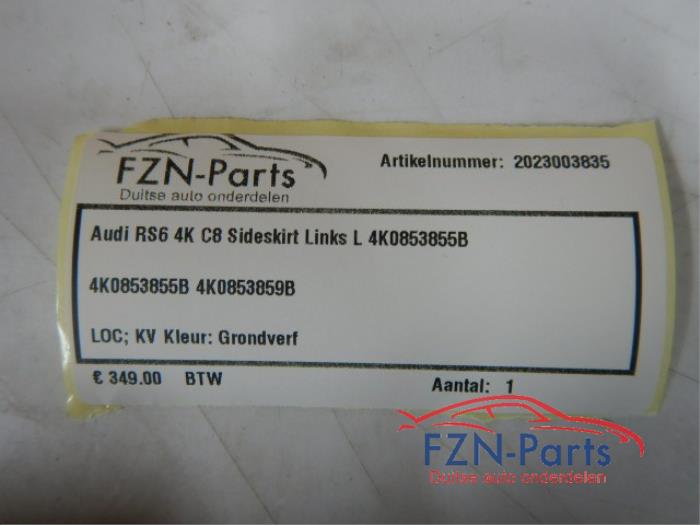 FZN-Parts
Duitse auto onderdelen
Artikelnummer: 2023003835
Audi RS6 4K C8 Sideskirt Links L 4K0853855B
4K0853855B 4K0853859B
LOC; KV Kleur: Grondverf
€ 349.00 BTW
Aantal: 1
FZN-Parts
Duitse auto onderdelen